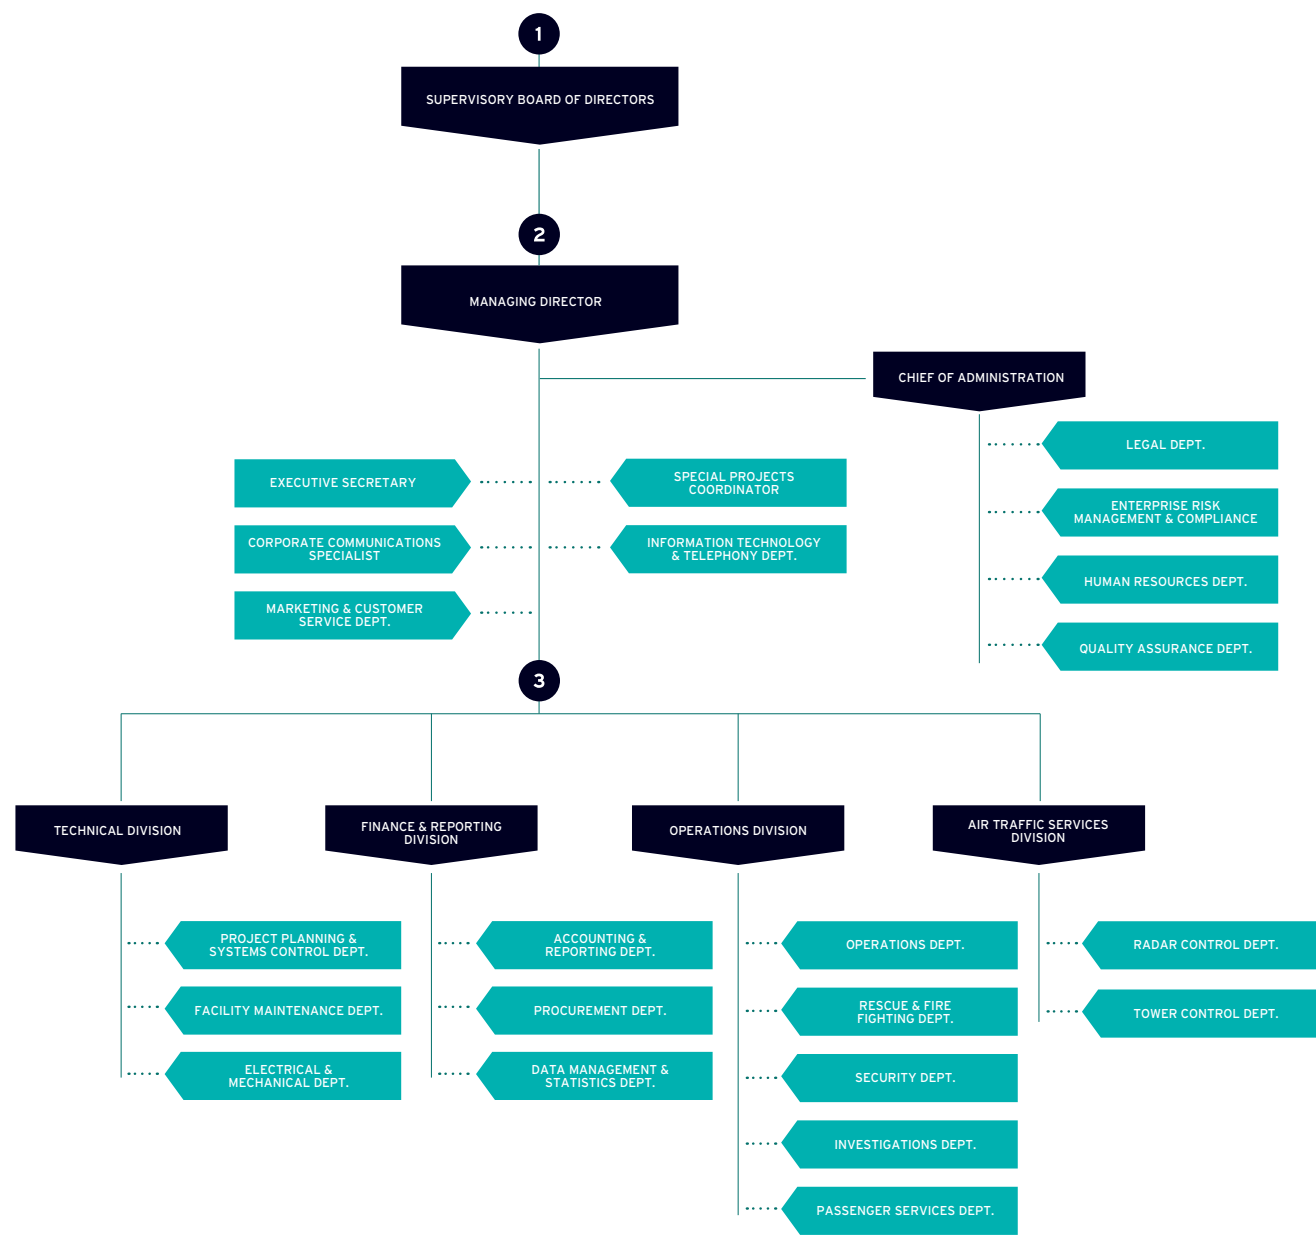 1
SUPERVISORY BOARD OF DIRECTORS
2
MANAGING DIRECTOR
CHIEF OF ADMINISTRATION
LEGAL DEPT.
ENTERPRISE RISK
MANAGEMENT & COMPLIANCE
HUMAN RESOURCES DEPT.
QUALITY ASSURANCE DEPT.
EXECUTIVE SECRETARY
CORPORATE COMMUNICATIONS
SPECIALIST
MARKETING & CUSTOMER
SERVICE DEPT.
SPECIAL PROJECTS
COORDINATOR
INFORMATION TECHNOLOGY
& TELEPHONY DEPT.
3
TECHNICAL DIVISION
PROJECT PLANNING &
SYSTEMS CONTROL DEPT.
FACILITY MAINTENANCE DEPT.
ELECTRICAL &
MECHANICAL DEPT.
FINANCE & REPORTING
DIVISION
ACCOUNTING &
REPORTING DEPT.
PROCUREMENT DEPT.
DATA MANAGEMENT &
STATISTICS DEPT.
OPERATIONS DIVISION
OPERATIONS DEPT.
RESCUE & FIRE
FIGHTING DEPT.
SECURITY DEPT.
INVESTIGATIONS DEPT.
PASSENGER SERVICES DEPT.
AIR TRAFFIC SERVICES
DIVISION
RADAR CONTROL DEPT.
TOWER CONTROL DEPT.